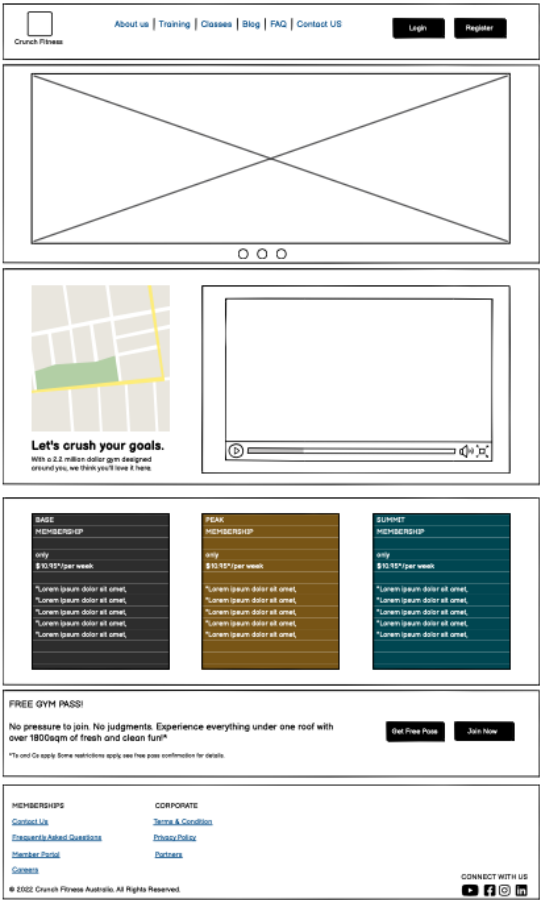 About us | Training | Classes | Blog | FAQ | Contact US
Login
Register
Crunch Fitness
Let's crush your goals.
With a 2.2 million dollar gym designed
around you, we think you'll love it here.
BASE
MEMBERSHIP
only
$10.95*/per week
*Lorem ipsum dolor sit amet,
*Lorem ipsum dolor sit amet,
*Lorem ipsum dolor sit amet,
*Lorem ipsum dolor sit amet,
*Lorem ipsum dolor sit amet,
PEAK
MEMBERSHIP
only
$10.95*/per week
*Lorem ipsum dolor sit amet,
*Lorem ipsum dolor sit amet,
*Lorem ipsum dolor sit amet,
*Lorem ipsum dolor sit amet,
*Lorem ipsum dolor sit amet,
SUMMIT
MEMBERSHIP
only
$10.95*/per week
*Lorem ipsum dolor sit amet,
*Lorem ipsum dolor sit amet,
*Lorem ipsum dolor sit amet,
*Lorem ipsum dolor sit amet,
*Lorem ipsum dolor sit amet,
FREE GYM PASS!
No pressure to join. No judgments. Experience everything under one roof with
over 1800sqm of fresh and clean fun!*
*Ts and Cs apply Some restrictions apply, see free pass confirmation for details.
Get Free Pass
Join Now
MEMBERSHIPS
Contact Us
Frequently Asked Questions
Member Portal
Careers
CORPORATE
Terms & Condition
Privacy Policy
Partners
© 2022 Crunch Fitness Australia. All Rights Reserved.
CONNECT WITH US